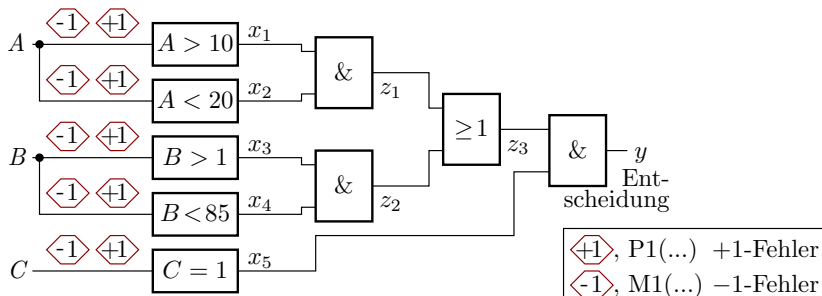 A -1 +1 A > 10 x1
-1 +1 A < 20 x2
& z1
B -1 +1 B > 1 x3
-1 +1 B < 85 x4
& z2
≥1 z3
C -1 +1 C = 1 x5
& y
Ent-
scheidung
+1, P1(...) +1-Fehler
-1, M1(...) −1-Fehler